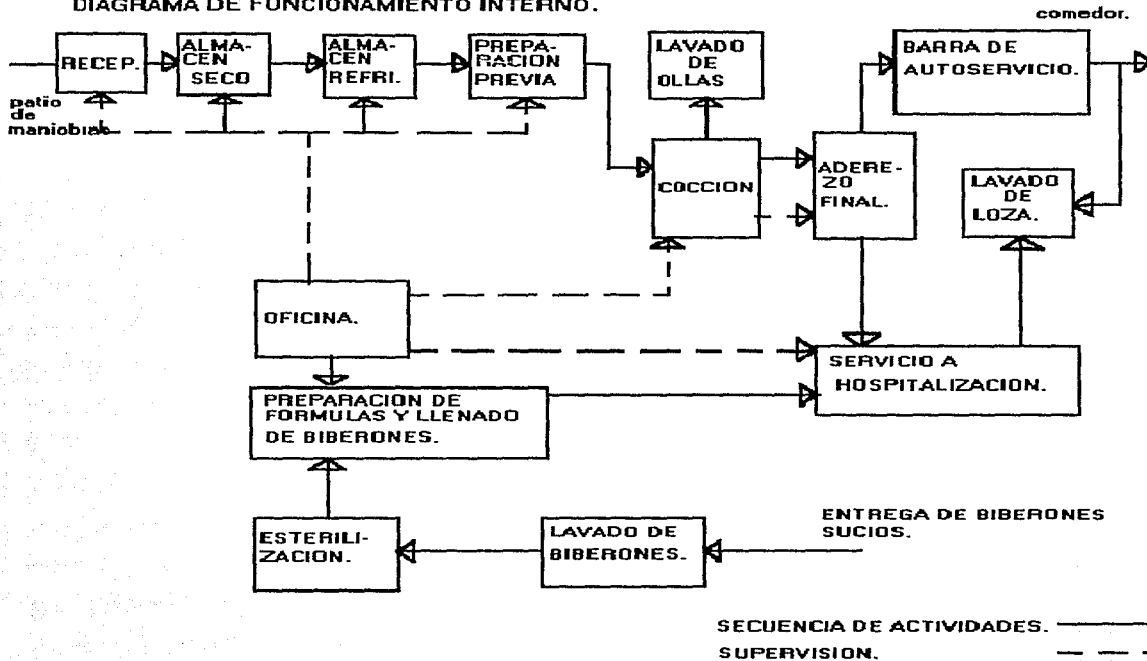 DIAGRAMA DE FUNCIONAMIENTO INTERNO.
comedor.
RECEP.
ALMA-
CEN
SECO
ALMA-
CEN
REFRI.
PREPA-
RACION
PREVIA
LAVADO
DE
OLLAS
BARRA DE
AUTOSERVICIO.
patio
de
COCCION
ADERE-
ZO
FINAL.
LAVADO
DE
LOZA.
OFICINA.
SERVICIO A
HOSPITALIZACION.
PREPARACION DE
FORMULAS Y LLENADO
DE BIBERONES.
ESTERILI-
ZACION.
LAVADO DE
BIBERONES.
ENTREGA DE BIBERONES
SUCIOS.
SECUENCIA DE ACTIVIDADES.
SUPERVISION.